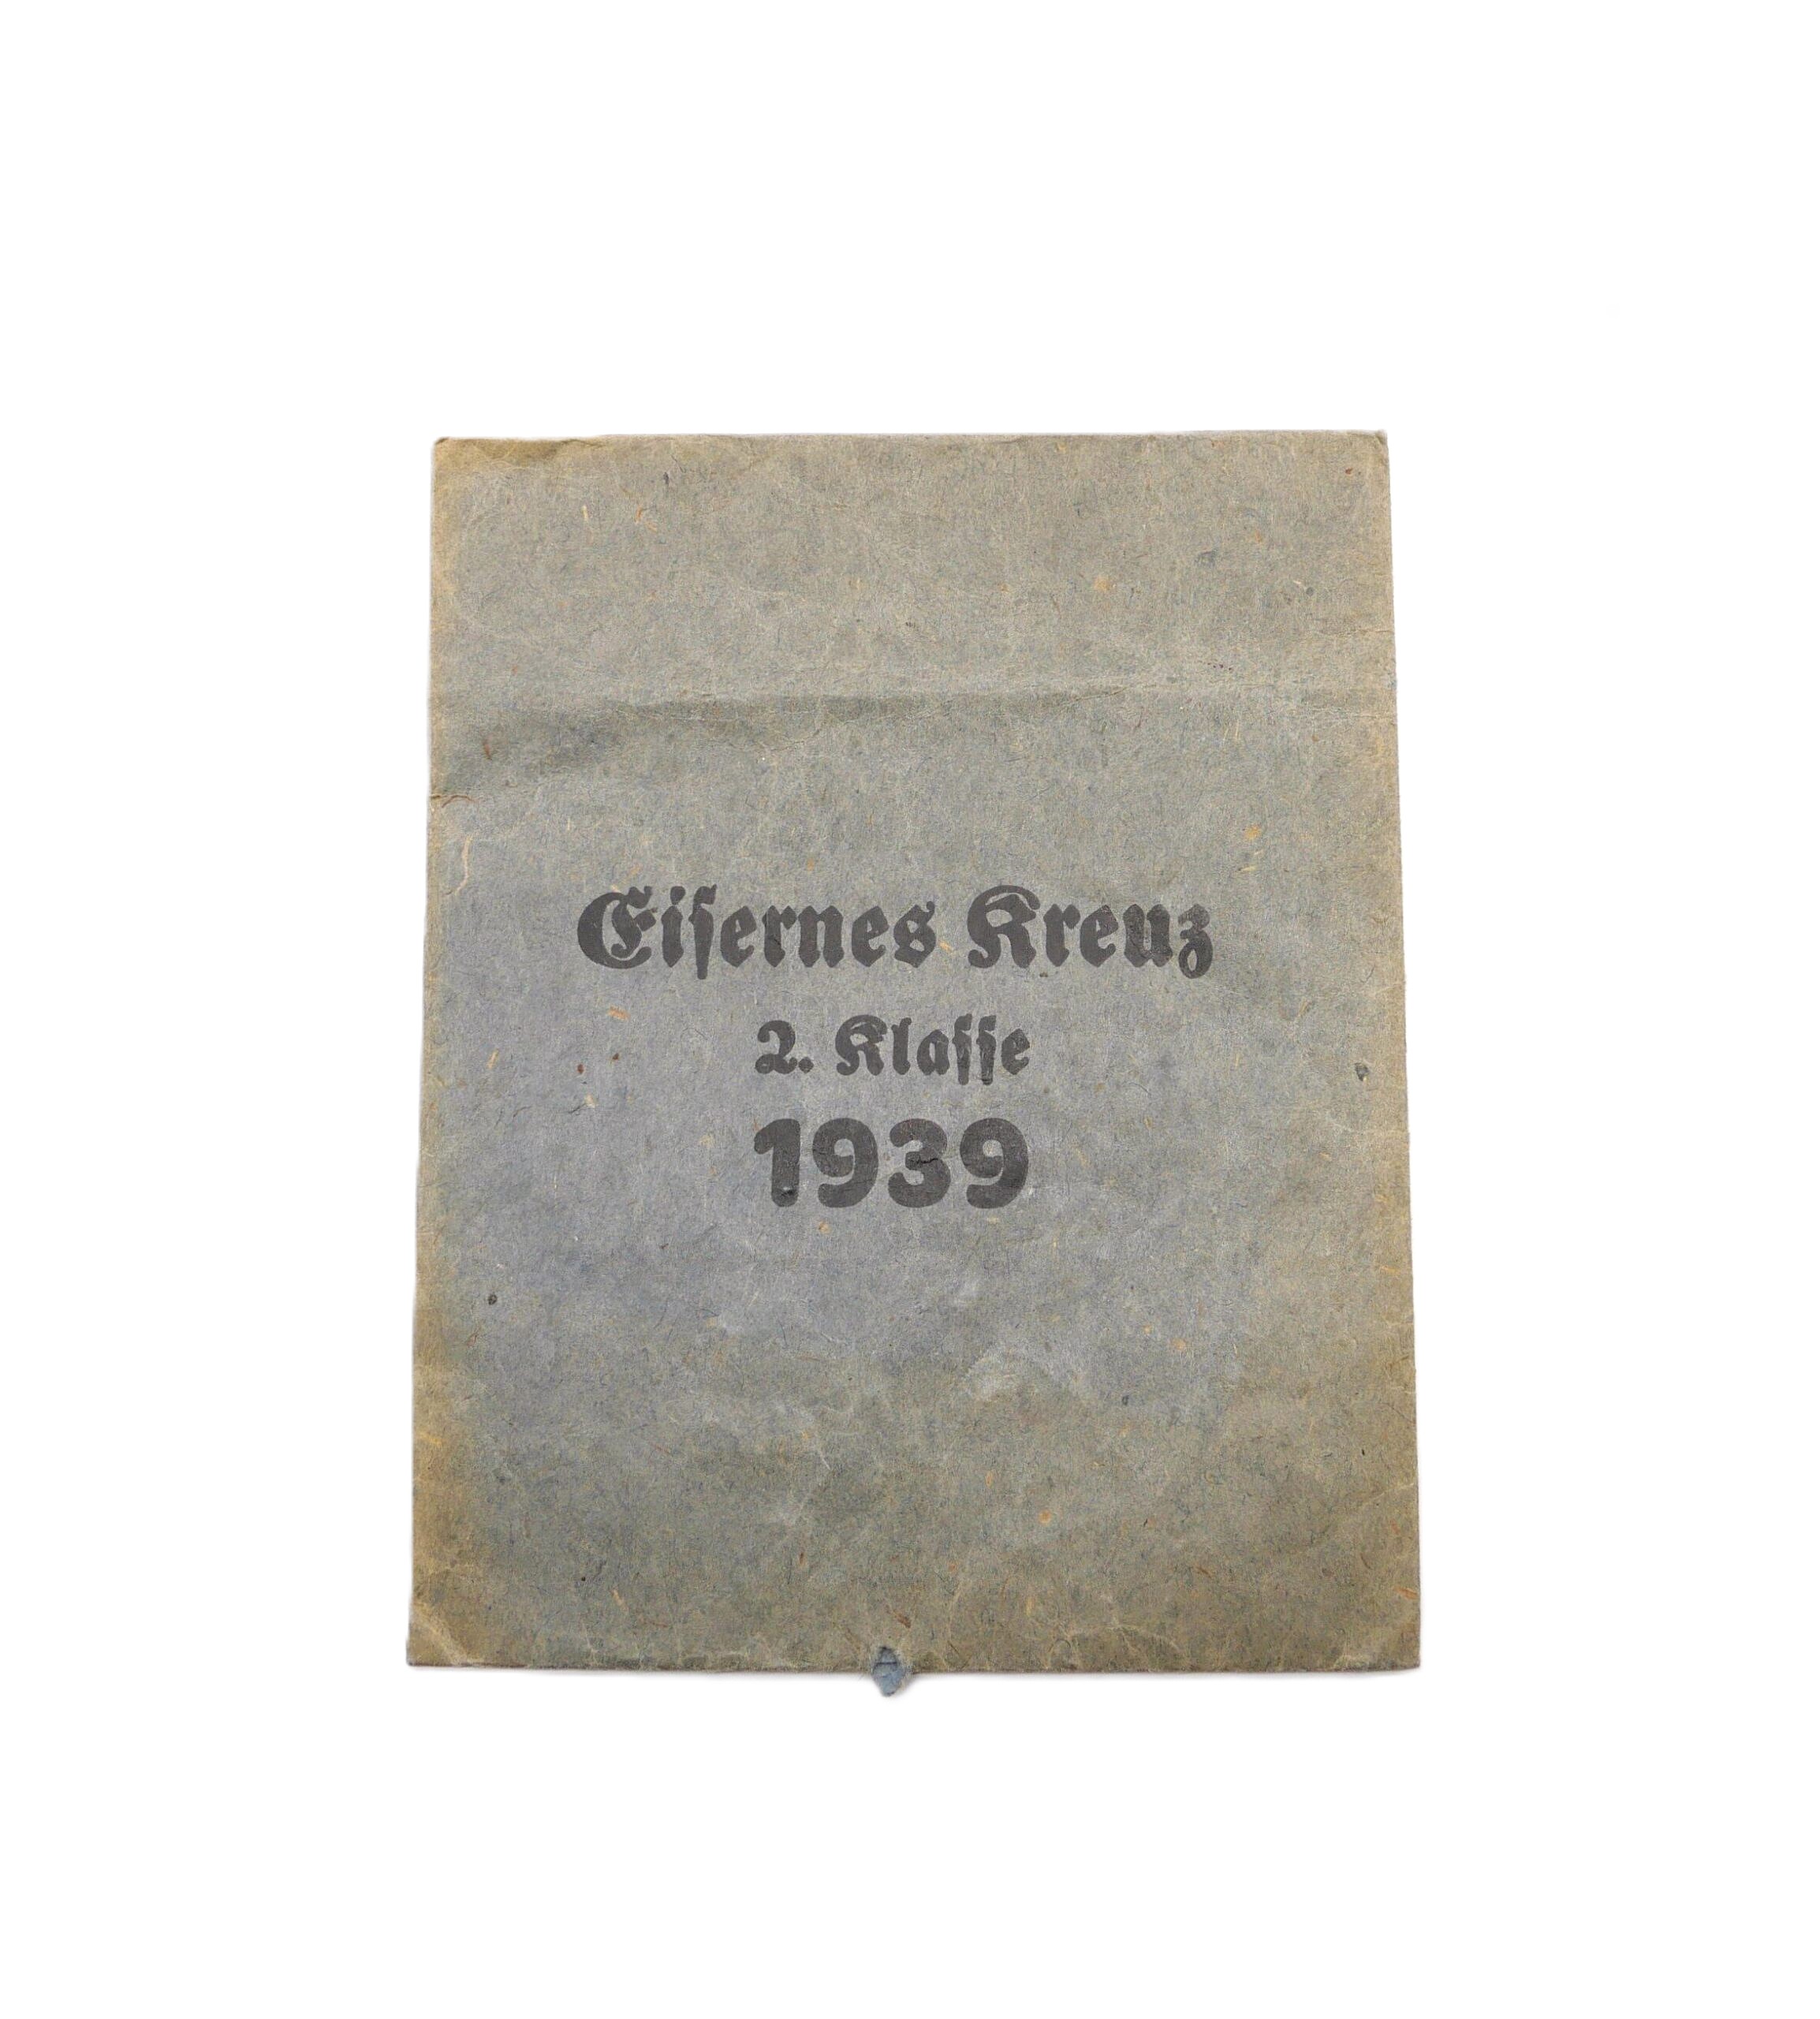 Eiſernes Kreuz
2. Klaſſe
1939